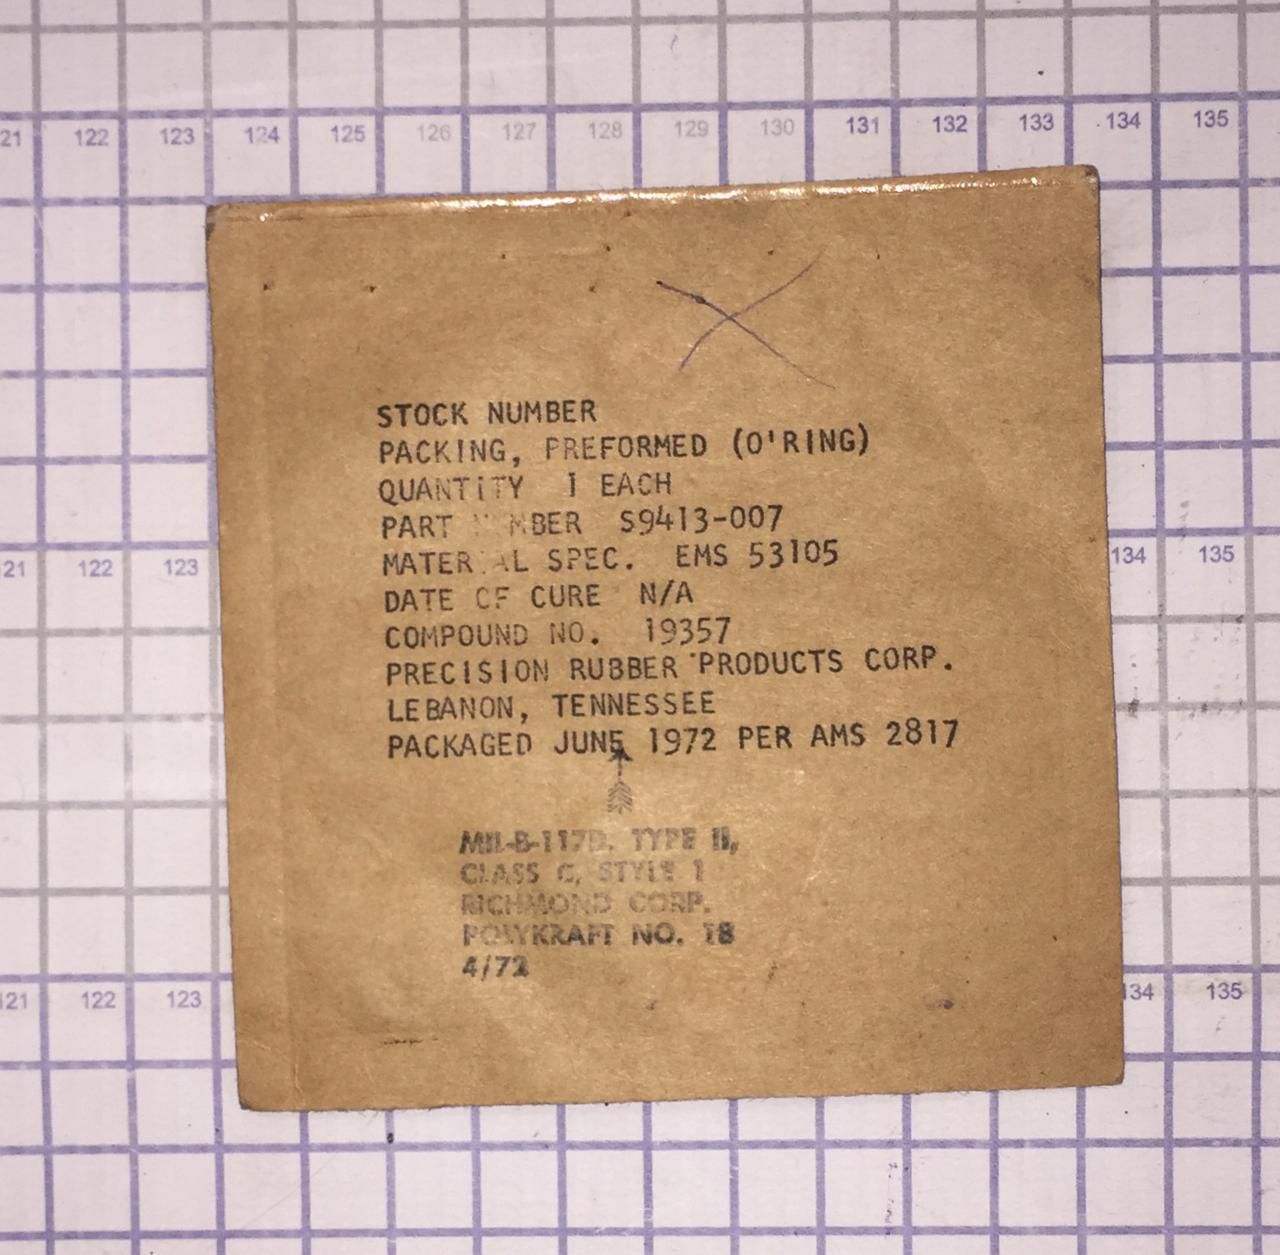 121 122 123 124 125 126 127 128 129 130 131 132 133 134 135
STOCK NUMBER
PACKING, PREFORMED (O'RING)
QUANTITY 1 EACH
PART NUMBER S9413-007
MATERIAL SPEC. EMS 53105
DATE OF CURE N/A
COMPOUND NO. 19357
PRECISION RUBBER PRODUCTS CORP.
LEBANON, TENNESSEE
PACKAGED JUNE 1972 PER AMS 2817
MIL-B-117D, TYPE II,
CLASS C, STYLE 1
RICHMOND CORP.
POLYKRAFT NO. 18
4/72
121 122 123 134 135
121 122 123 134 135